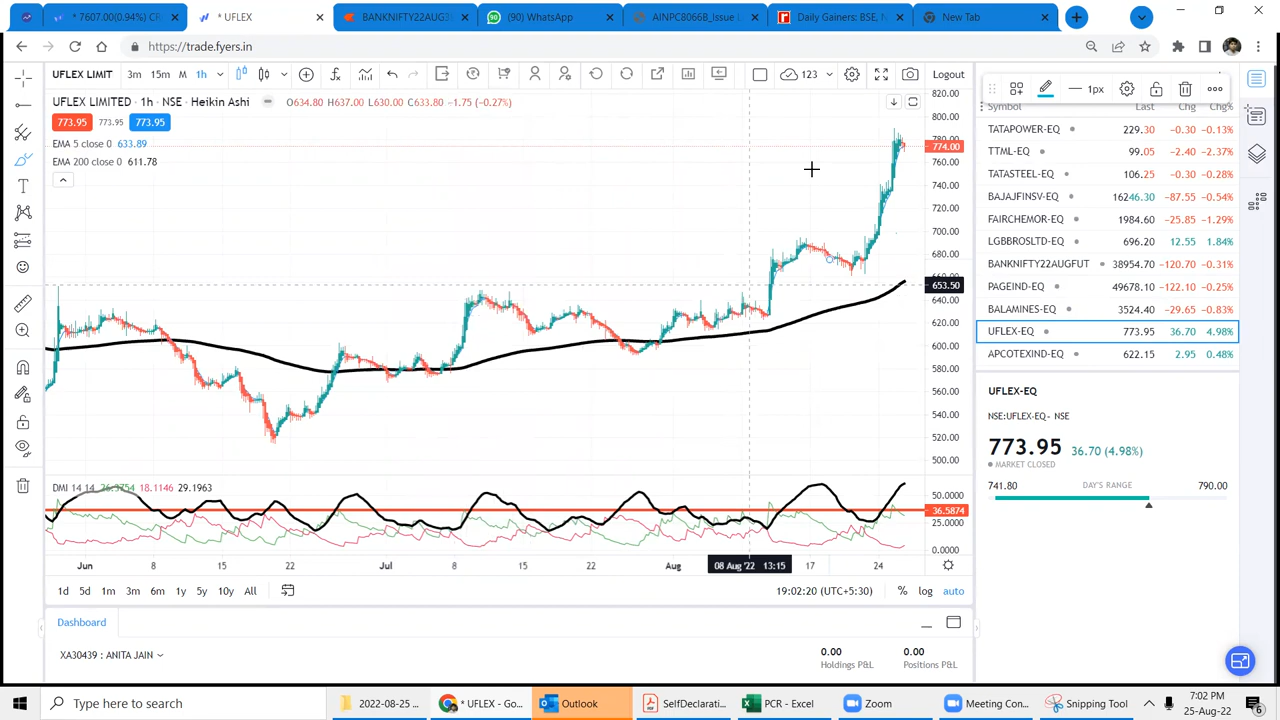 * 7607.00(0.94%) CR
* UFLEX
BANKNIFTY22AUG3
(90) WhatsApp
AINPC8066B_Issue L
Daily Gainers: BSE, N
New Tab
https://trade.fyers.in
UFLEX LIMIT 3m 15m M 1h 123 Logout 1px
UFLEX LIMITED · 1h · NSE · Heikin Ashi O634.80 H637.00 L630.00 C633.80 −1.75 (−0.27%)
773.95 773.95 773.95
EMA 5 close 0 633.89
EMA 200 close 0 611.78
820.00
800.00
780.00
774.00
760.00
740.00
720.00
700.00
680.00
660.00
653.50
640.00
620.00
600.00
580.00
560.00
540.00
520.00
500.00
DMI 14 14 26.3754 18.1146 29.1963
50.0000
36.5874
25.0000
0.0000
Jun 8 15 22 Jul 8 15 22 Aug 08 Aug '22 13:15 17 24
1d 5d 1m 3m 6m 1y 5y 10y All 19:02:20 (UTC+5:30) % log auto
Dashboard
XA30439 : ANITA JAIN
0.00 0.00
Holdings P&L Positions P&L
Symbol Last Chg Chg%
TATAPOWER-EQ 229.30 -0.30 -0.13%
TTML-EQ 99.05 -2.40 -2.37%
TATASTEEL-EQ 106.25 -0.30 -0.28%
BAJAJFINSV-EQ 16246.30 -87.55 -0.54%
FAIRCHEMOR-EQ 1984.60 -25.85 -1.29%
LGBBROSLTD-EQ 696.20 12.55 1.84%
BANKNIFTY22AUGFUT 38954.70 -120.70 -0.31%
PAGEIND-EQ 49678.10 -122.10 -0.25%
BALAMINES-EQ 3524.40 -29.65 -0.83%
UFLEX-EQ 773.95 36.70 4.98%
APCOTEXIND-EQ 622.15 2.95 0.48%
UFLEX-EQ
NSE:UFLEX-EQ - NSE
773.95 36.70 (4.98%)
MARKET CLOSED
741.80 DAY'S RANGE 790.00
Type here to search
2022-08-25 ...
* UFLEX - Go...
Outlook
SelfDeclarati...
PCR - Excel
Zoom
Meeting Con...
Snipping Tool
7:02 PM
25-Aug-22
6